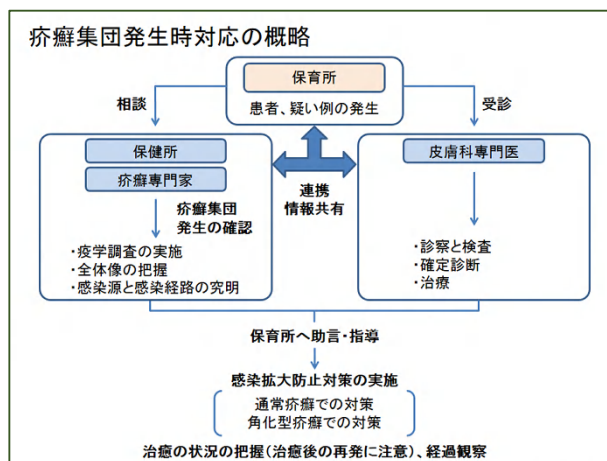 疥癬集団発生時対応の概略
保育所
患者、疑い例の発生
相談
受診
保健所
疥癬専門家
皮膚科専門医
連携
情報共有
疥癬集団
発生の確認
・疫学調査の実施
・全体像の把握
・感染源と感染経路の究明
・診察と検査
・確定診断
・治療
保育所へ助言・指導
感染拡大防止対策の実施
通常疥癬での対策
角化型疥癬での対策
治癒の状況の把握(治癒後の再発に注意)、経過観察